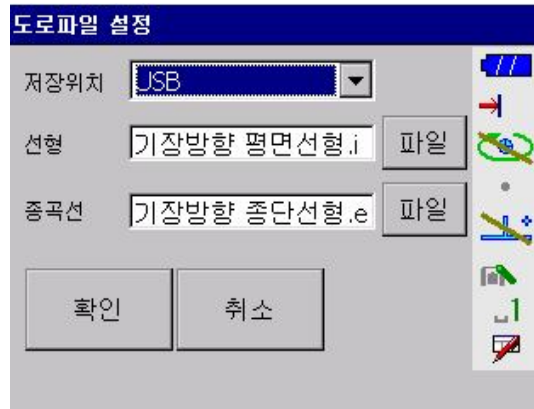 도로파일 설정
저장위치 USB
선형 기장방향 평면선형.i 파일
종곡선 기장방향 종단선형.e 파일
확인 취소
1